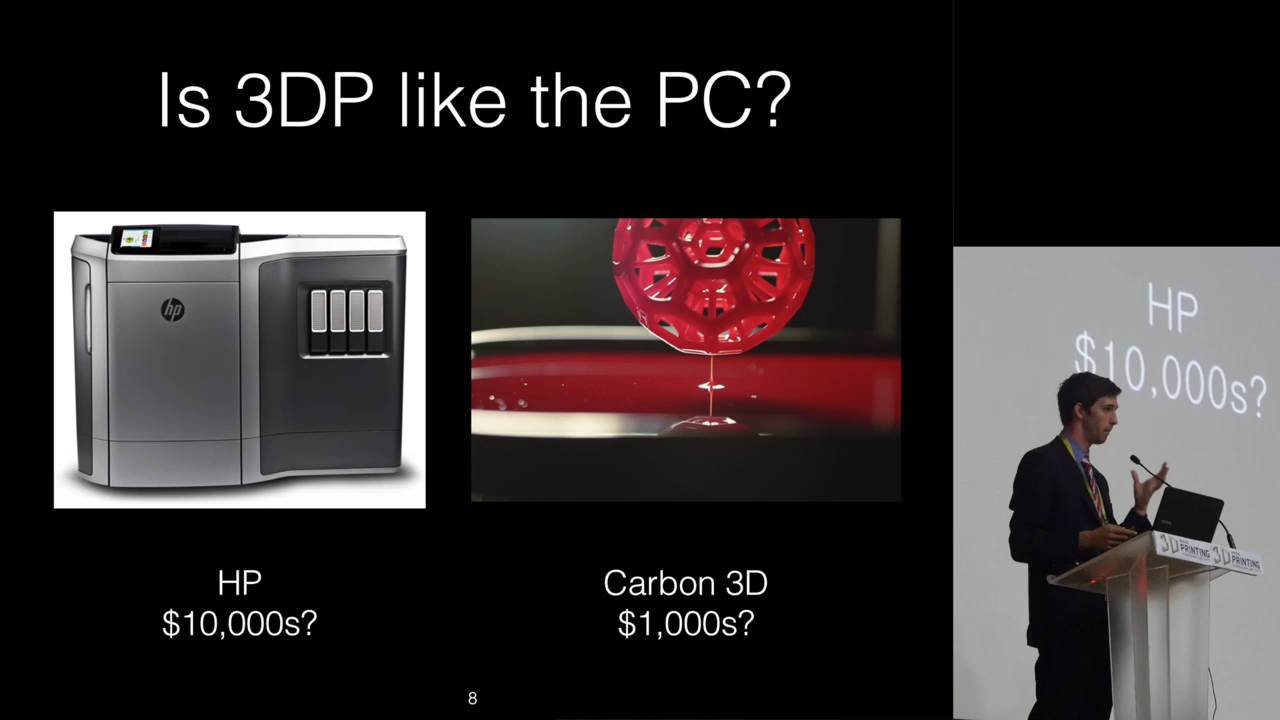 Is 3DP like the PC?
hp
HP
$10,000s?
Carbon 3D
$1,000s?
8
HP
$10,000s?
3D PRINTING
3D PRINTING